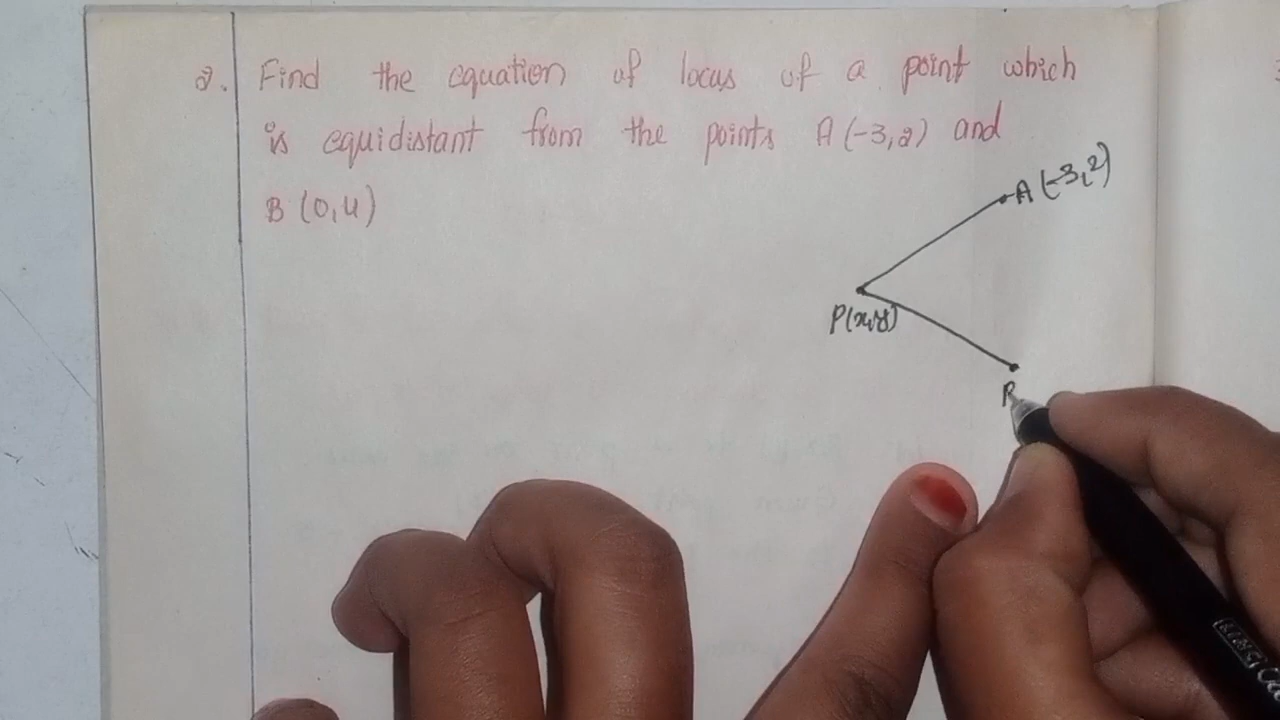 2. Find the equation of locus of a point which
is equidistant from the points A (-3,2) and
B (0,4)
A (-3,2)
P(x,y)
B